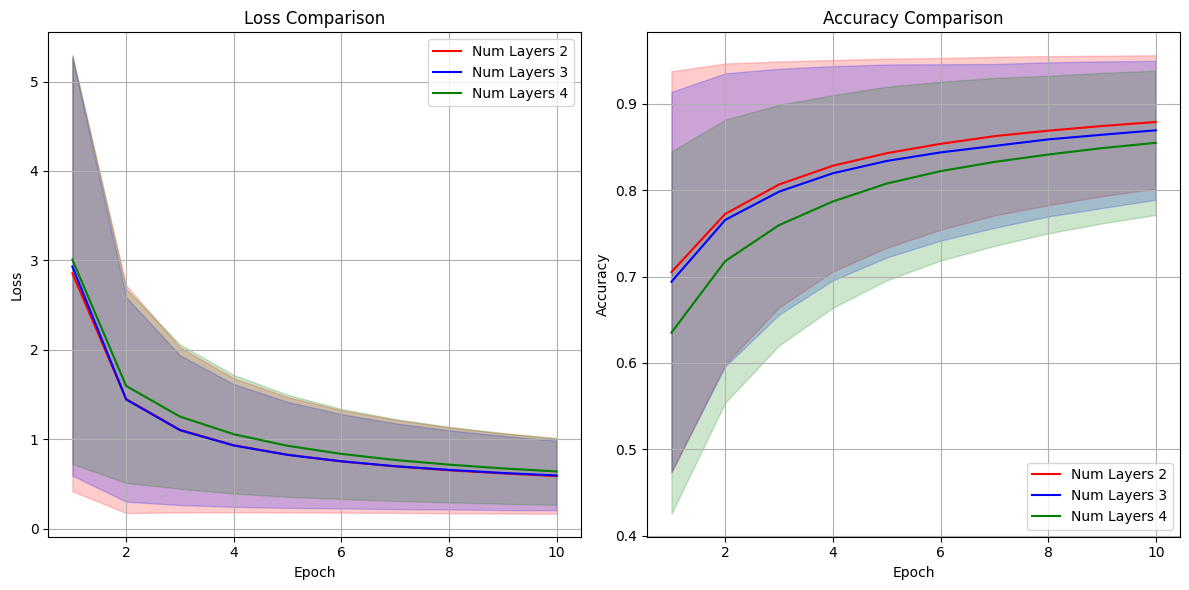 Loss Comparison
Num Layers 2
Num Layers 3
Num Layers 4
5
4
3
2
1
0
Loss
2
4
6
8
10
Epoch
Accuracy Comparison
0.9
0.8
0.7
0.6
0.5
0.4
Accuracy
Num Layers 2
Num Layers 3
Num Layers 4
2
4
6
8
10
Epoch